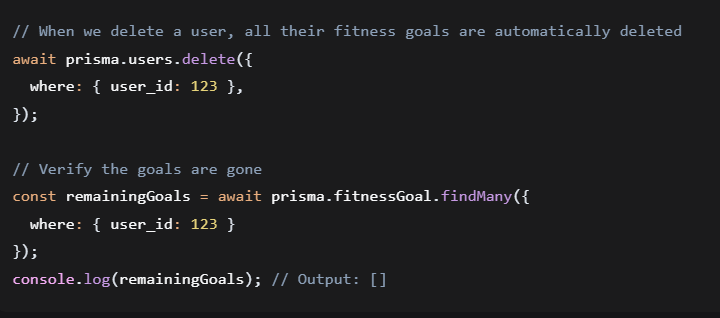 // When we delete a user, all their fitness goals are automatically deleted
await prisma.users.delete({
  where: { user_id: 123 },
});

// Verify the goals are gone
const remainingGoals = await prisma.fitnessGoal.findMany({
  where: { user_id: 123 }
});
console.log(remainingGoals); // Output: []